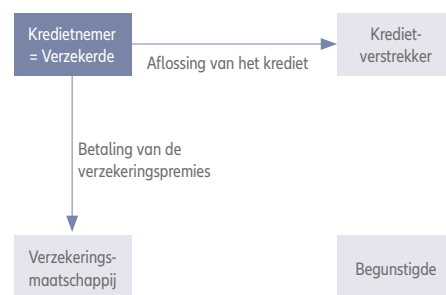 Kredietnemer
= Verzekerde
Aflossing van het krediet
Krediet-
verstrekker
Betaling van de
verzekeringspremies
Verzekerings-
maatschappij
Begunstigde